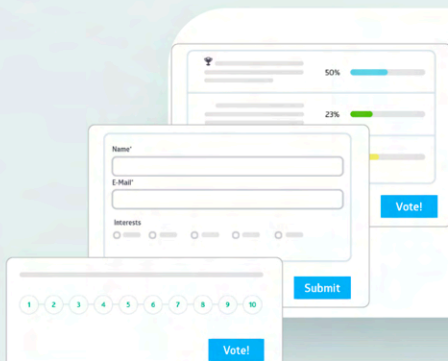 50%
23%
Vote!
Name*
E-Mail*
Interests
Submit
1 2 3 4 5 6 7 8 9 10
Vote!